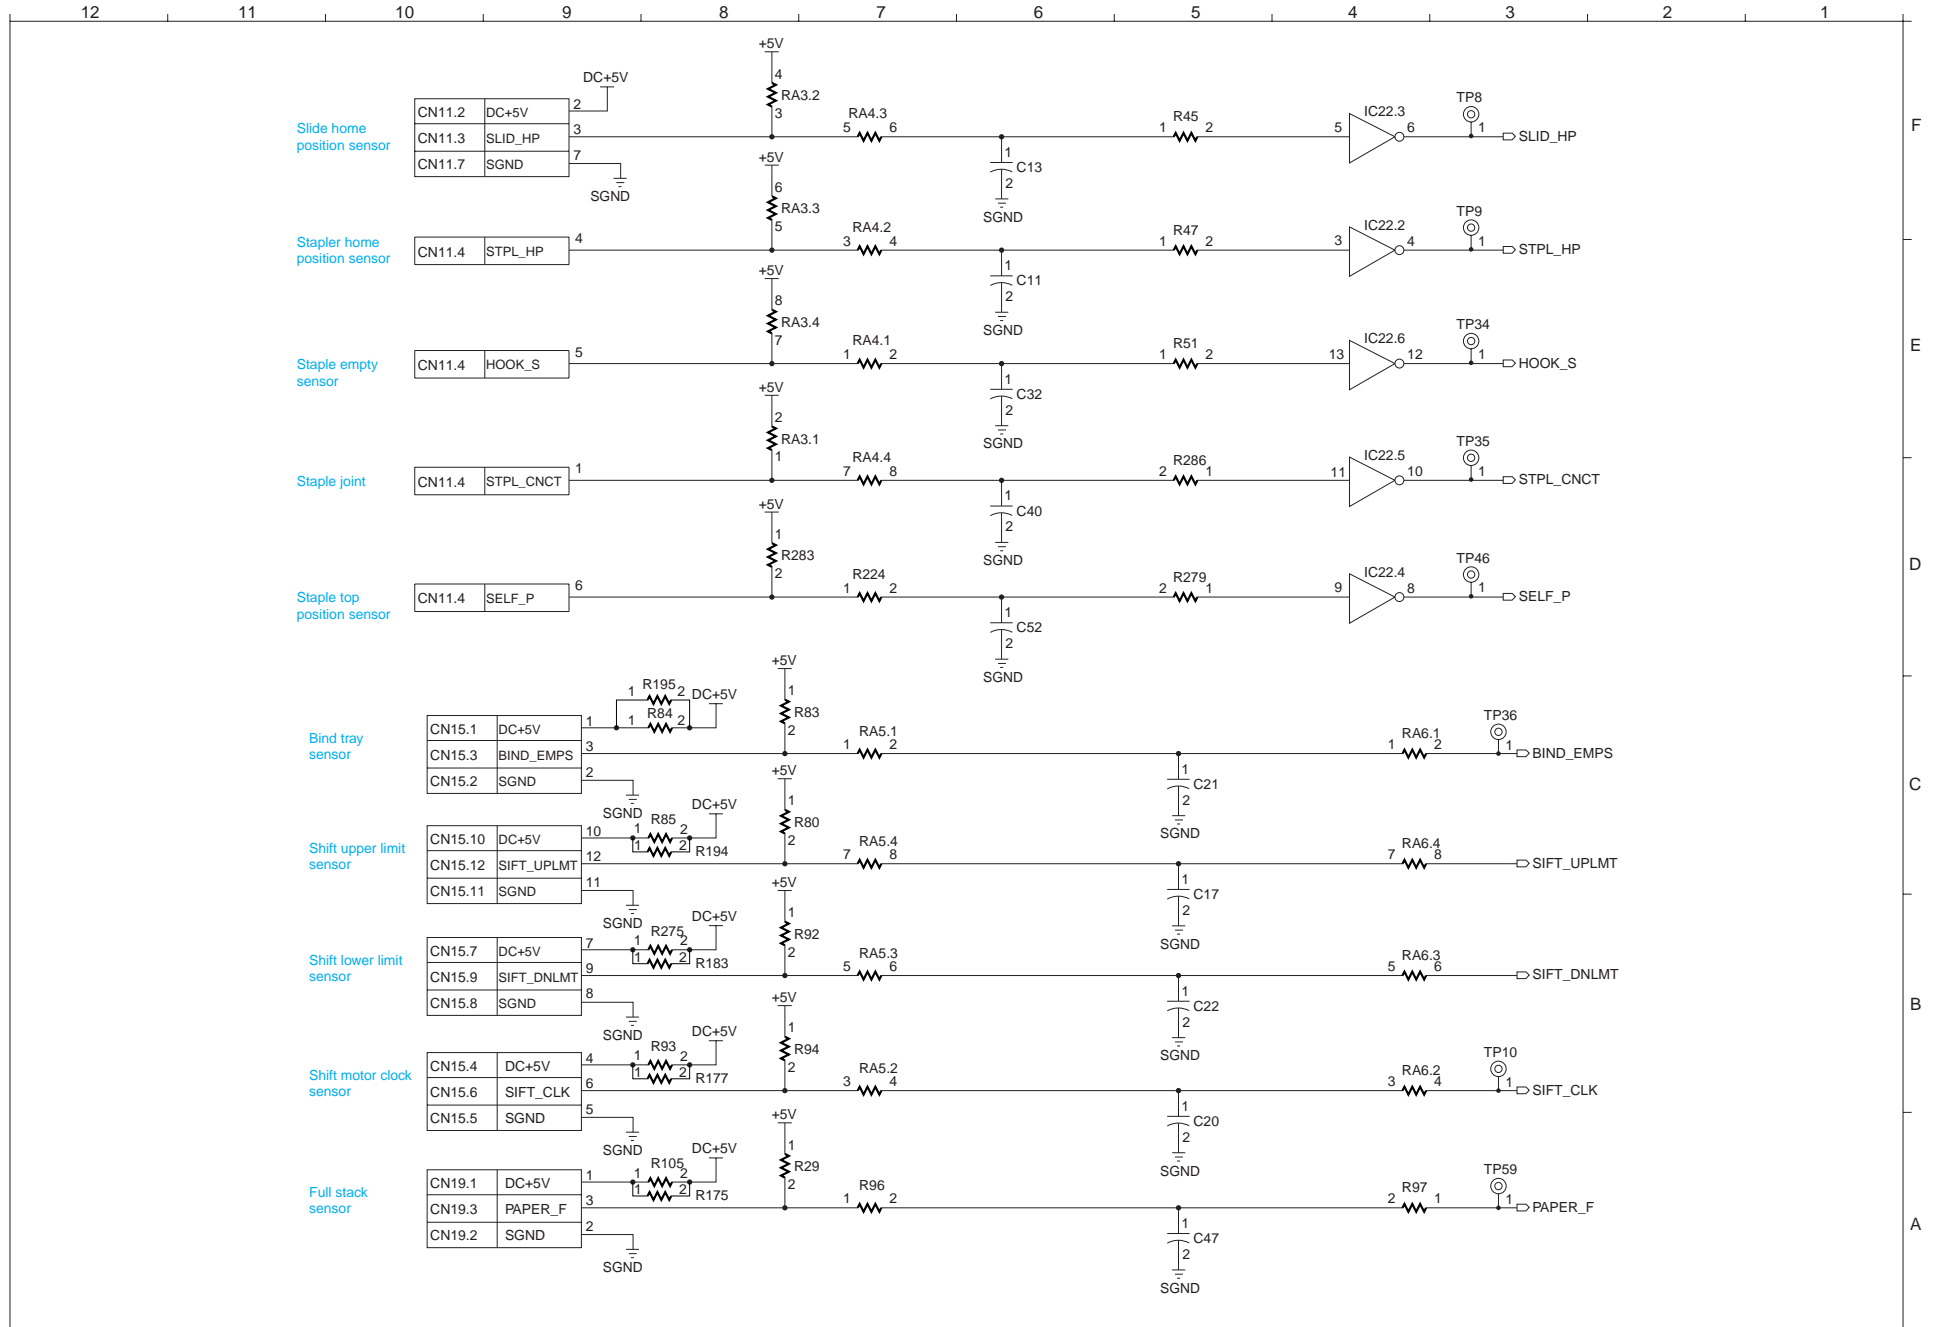 12 11 10 9 8 7 6 5 4 3 2 1
F
E
D
C
B
A
Slide home
position sensor
CN11.2 DC+5V 2 DC+5V
CN11.3 SLID_HP 3
CN11.7 SGND 7
SGND
+5V
4
RA3.2
3
RA4.3
5 6
1
C13
2
SGND
R45
1 2
IC22.3
5 6
TP8
1
SLID_HP
Stapler home
position sensor
CN11.4 STPL_HP 4
+5V
6
RA3.3
5
RA4.2
3 4
1
C11
2
SGND
R47
1 2
IC22.2
3 4
TP9
1
STPL_HP
Staple empty
sensor
CN11.4 HOOK_S 5
+5V
8
RA3.4
7
RA4.1
1 2
1
C32
2
SGND
R51
1 2
IC22.6
13 12
TP34
1
HOOK_S
Staple joint
CN11.4 STPL_CNCT 1
+5V
2
RA3.1
1
RA4.4
7 8
1
C40
2
SGND
R286
2 1
IC22.5
11 10
TP35
1
STPL_CNCT
Staple top
position sensor
CN11.4 SELF_P 6
+5V
1
R283
2
R224
1 2
1
C52
2
SGND
R279
2 1
IC22.4
9 8
TP46
1
SELF_P
Bind tray
sensor
CN15.1 DC+5V 1
CN15.3 BIND_EMPS 3
CN15.2 SGND 2
SGND
1 R195 2 DC+5V
1 R84 2
+5V
1
R83
2
RA5.1
1 2
1
C21
2
SGND
RA6.1
1 2
TP36
1
BIND_EMPS
Shift upper limit
sensor
CN15.10 DC+5V 10
CN15.12 SIFT_UPLMT 12
CN15.11 SGND 11
SGND
1 R85 2 DC+5V
1 2 R194
+5V
1
R80
2
RA5.4
7 8
1
C17
2
SGND
RA6.4
7 8
SIFT_UPLMT
Shift lower limit
sensor
CN15.7 DC+5V 7
CN15.9 SIFT_DNLMT 9
CN15.8 SGND 8
SGND
1 R275 2 DC+5V
1 2 R183
+5V
1
R92
2
RA5.3
5 6
1
C22
2
SGND
RA6.3
5 6
SIFT_DNLMT
Shift motor clock
sensor
CN15.4 DC+5V 4
CN15.6 SIFT_CLK 6
CN15.5 SGND 5
SGND
1 R93 2 DC+5V
1 2 R177
+5V
1
R94
2
RA5.2
3 4
1
C20
2
SGND
RA6.2
3 4
TP10
1
SIFT_CLK
Full stack
sensor
CN19.1 DC+5V 1
CN19.3 PAPER_F 3
CN19.2 SGND 2
SGND
1 R105 2 DC+5V
1 2 R175
+5V
1
R29
2
R96
1 2
1
C47
2
SGND
R97
2 1
TP59
1
PAPER_F